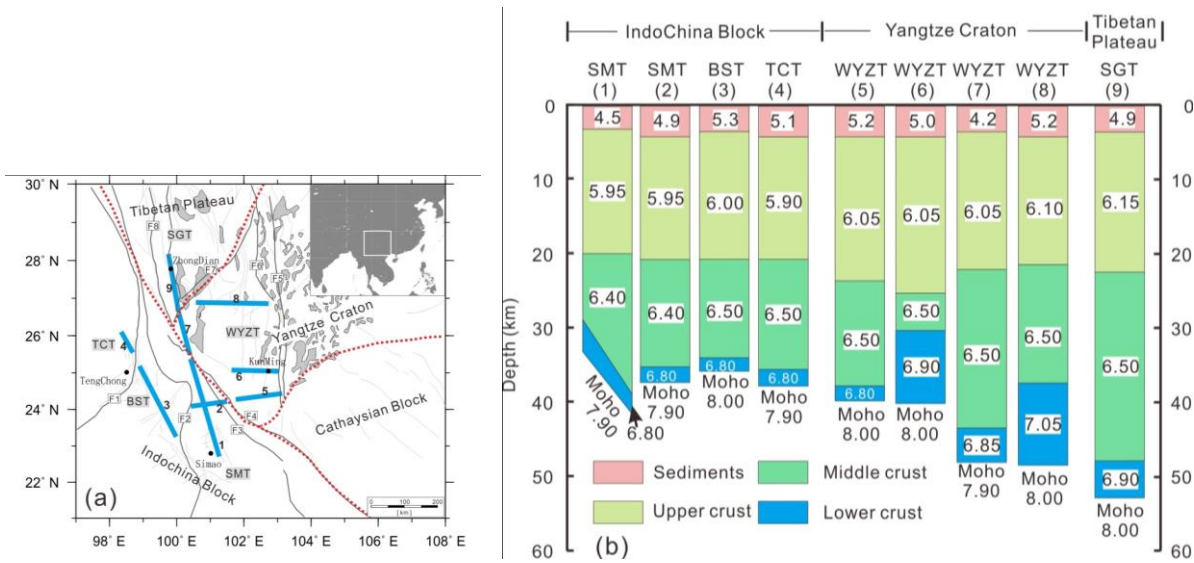 30° N
28° N
26° N
24° N
22° N
98° E 100° E 102° E 104° E 106° E 108° E
Tibetan Plateau
F8
SGT
ZhongDian
F7
F6
F5
9
8
7
WYZT
Yangtze Craton
TCT
4
KunMing
6
TengChong
5
F1
BST
3
2
F2
F4
F3
Cathaysian Block
1
Simao
SMT
Indochina Block
(a)
0 100 200
[km]
IndoChina Block
Yangtze Craton
Tibetan
Plateau
SMT SMT BST TCT WYZT WYZT WYZT WYZT SGT
(1) (2) (3) (4) (5) (6) (7) (8) (9)
Depth (km)
0
10
20
30
40
50
60
4.5 4.9 5.3 5.1 5.2 5.0 4.2 5.2 4.9
5.95 5.95 6.00 5.90 6.05 6.05 6.05 6.10 6.15
6.40 6.40 6.50 6.50 6.50 6.50 6.50 6.50 6.50
6.80 6.80 6.80 6.80 6.80 6.90 6.85 7.05 6.90
Moho
7.90
Moho
7.90
Moho
8.00
Moho
7.90
Moho
8.00
Moho
8.00
Moho
7.90
Moho
8.00
Moho
8.00
Sediments
Middle crust
Upper crust
Lower crust
(b)
0
10
20
30
40
50
60